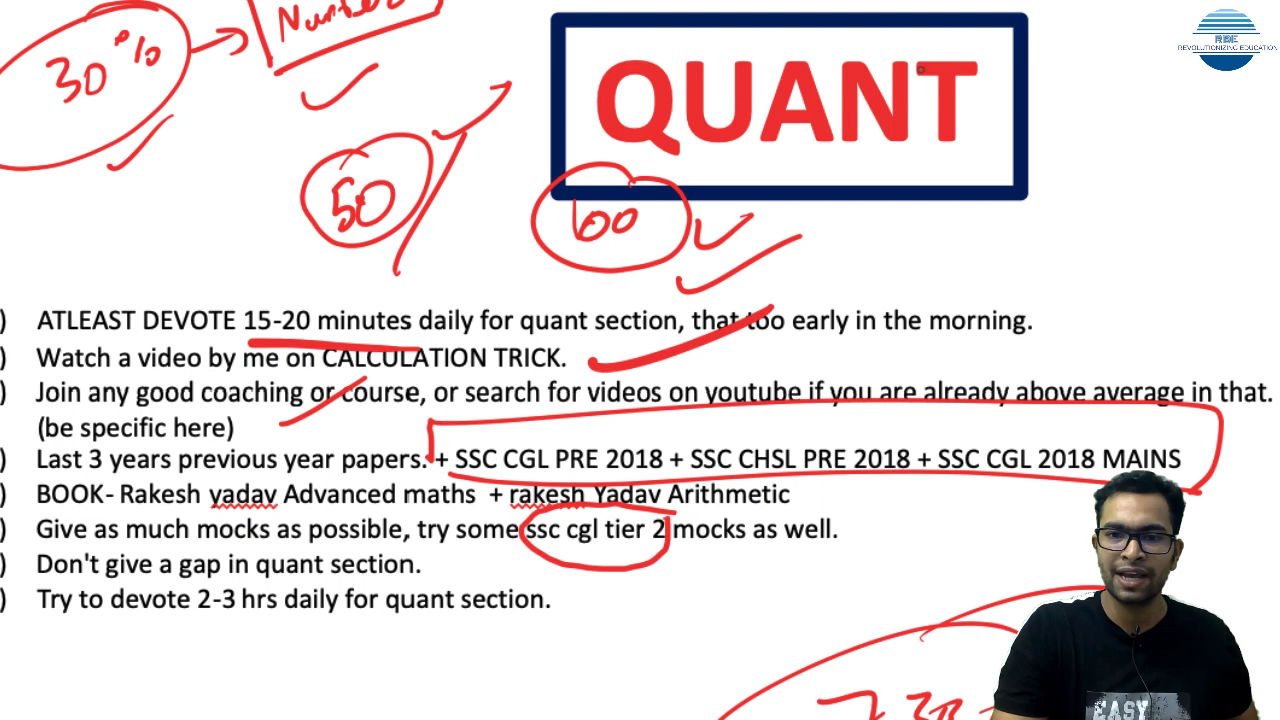 30%
50
600
QUANT
RBE
REVOLUTIONIZING EDUCATION
) ATLEAST DEVOTE 15-20 minutes daily for quant section, that too early in the morning.
) Watch a video by me on CALCULATION TRICK.
) Join any good coaching or course, or search for videos on youtube if you are already above average in that.
(be specific here)
) Last 3 years previous year papers. + SSC CGL PRE 2018 + SSC CHSL PRE 2018 + SSC CGL 2018 MAINS
) BOOK- Rakesh yadav Advanced maths + rakesh Yadav Arithmetic
) Give as much mocks as possible, try some ssc cgl tier 2 mocks as well.
) Don't give a gap in quant section.
) Try to devote 2-3 hrs daily for quant section.
EASY